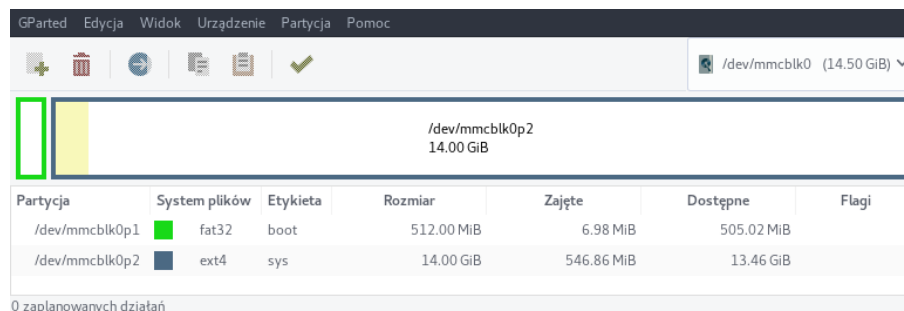 GParted Edycja Widok Urządzenie Partycja Pomoc
/dev/mmcblk0 (14.50 GiB)
/dev/mmcblk0p2
14.00 GiB
Partycja System plików Etykieta Rozmiar Zajęte Dostępne Flagi
/dev/mmcblk0p1 fat32 boot 512.00 MiB 6.98 MiB 505.02 MiB
/dev/mmcblk0p2 ext4 sys 14.00 GiB 546.86 MiB 13.46 GiB
0 zaplanowanych działań